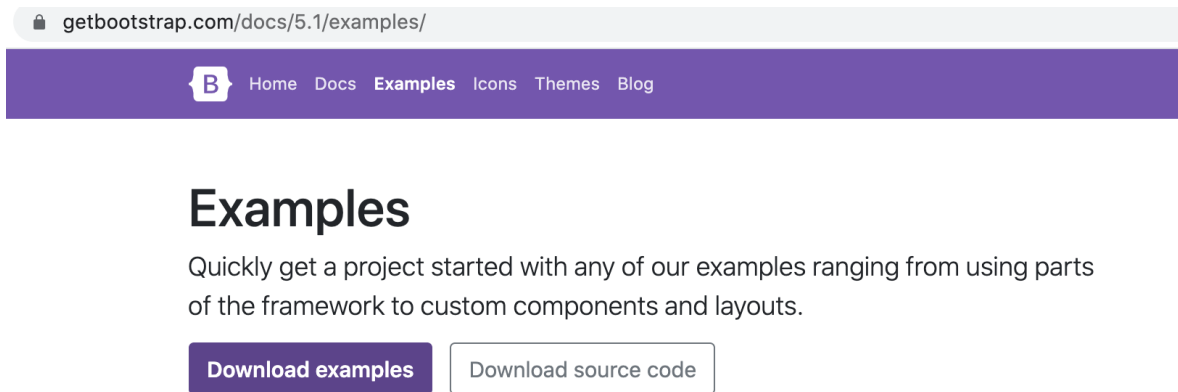 getbootstrap.com/docs/5.1/examples/
B Home Docs Examples Icons Themes Blog
Examples
Quickly get a project started with any of our examples ranging from using parts
of the framework to custom components and layouts.
Download examples Download source code